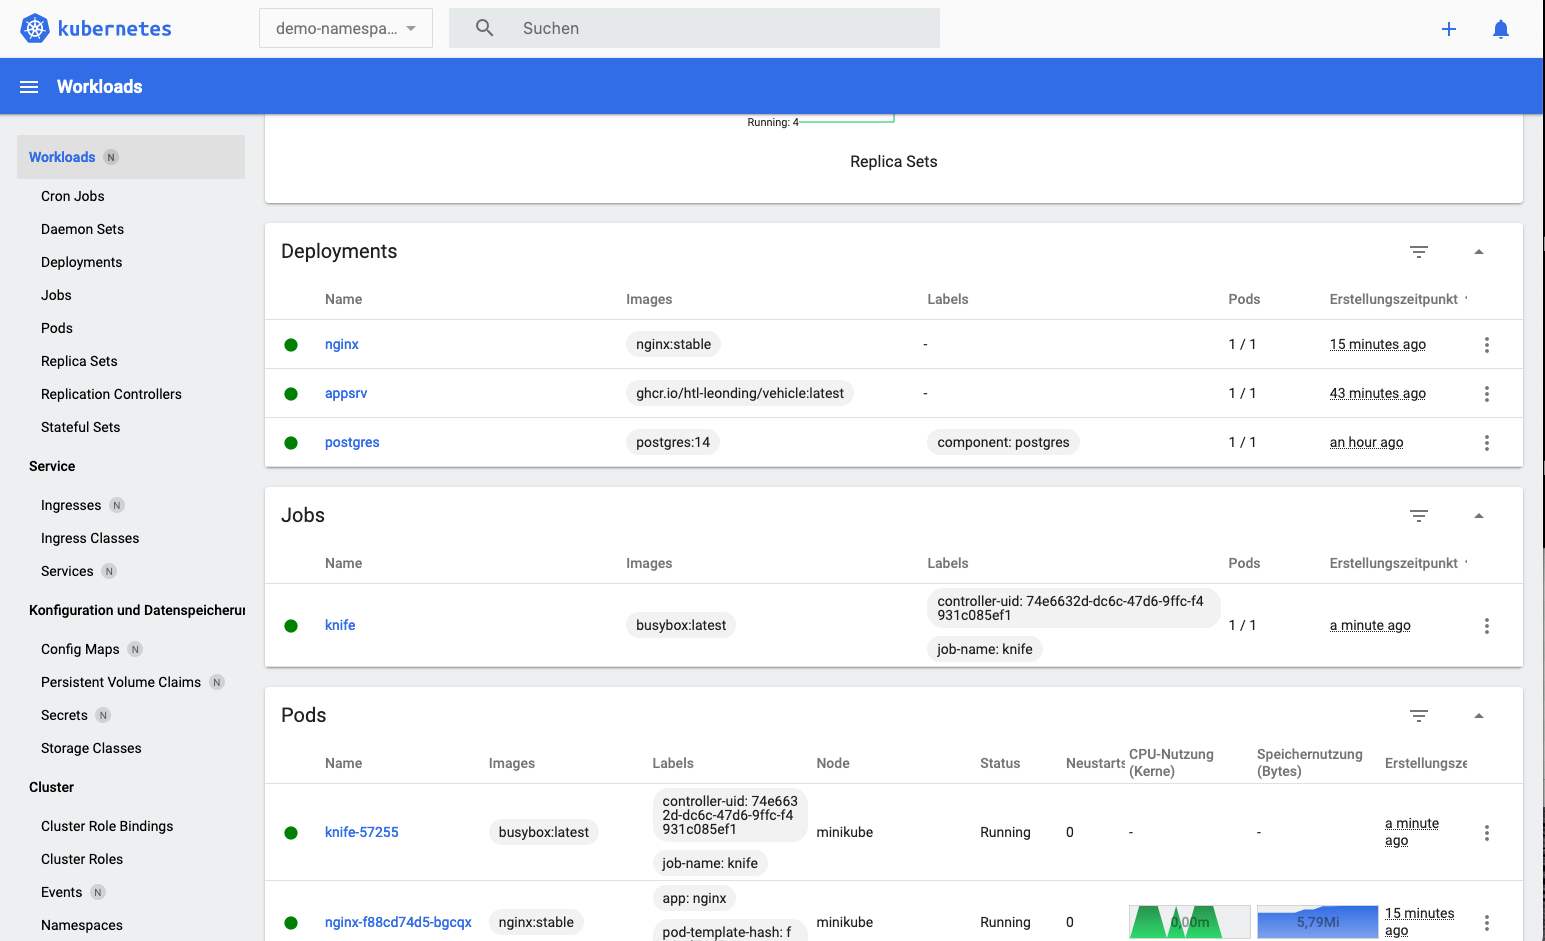 kubernetes
demo-namespa...
Suchen
Workloads
Running: 4
Replica Sets
Workloads N
Cron Jobs
Daemon Sets
Deployments
Jobs
Pods
Replica Sets
Replication Controllers
Stateful Sets
Service
Ingresses N
Ingress Classes
Services N
Konfiguration und Datenspeicheru
Config Maps N
Persistent Volume Claims N
Secrets N
Storage Classes
Cluster
Cluster Role Bindings
Cluster Roles
Events N
Namespaces
Deployments
Name Images Labels Pods Erstellungszeitpunkt
nginx nginx:stable - 1 / 1 15 minutes ago
appsrv ghcr.io/htl-leonding/vehicle:latest - 1 / 1 43 minutes ago
postgres postgres:14 component: postgres 1 / 1 an hour ago
Jobs
Name Images Labels Pods Erstellungszeitpunkt
controller-uid: 74e6632d-dc6c-47d6-9ffc-f4
931c085ef1
knife busybox:latest 1 / 1 a minute ago
job-name: knife
Pods
Name Images Labels Node Status Neustarts CPU-Nutzung
(Kerne)
Speichernutzung
(Bytes)
Erstellungsze
controller-uid: 74e663
2d-dc6c-47d6-9ffc-f4
931c085ef1
knife-57255 busybox:latest minikube Running 0 - - a minute
ago
job-name: knife
app: nginx
nginx-f88cd74d5-bgcqx nginx:stable minikube Running 0 0,00m 5,79Mi 15 minutes
ago
pod-template-hash: f